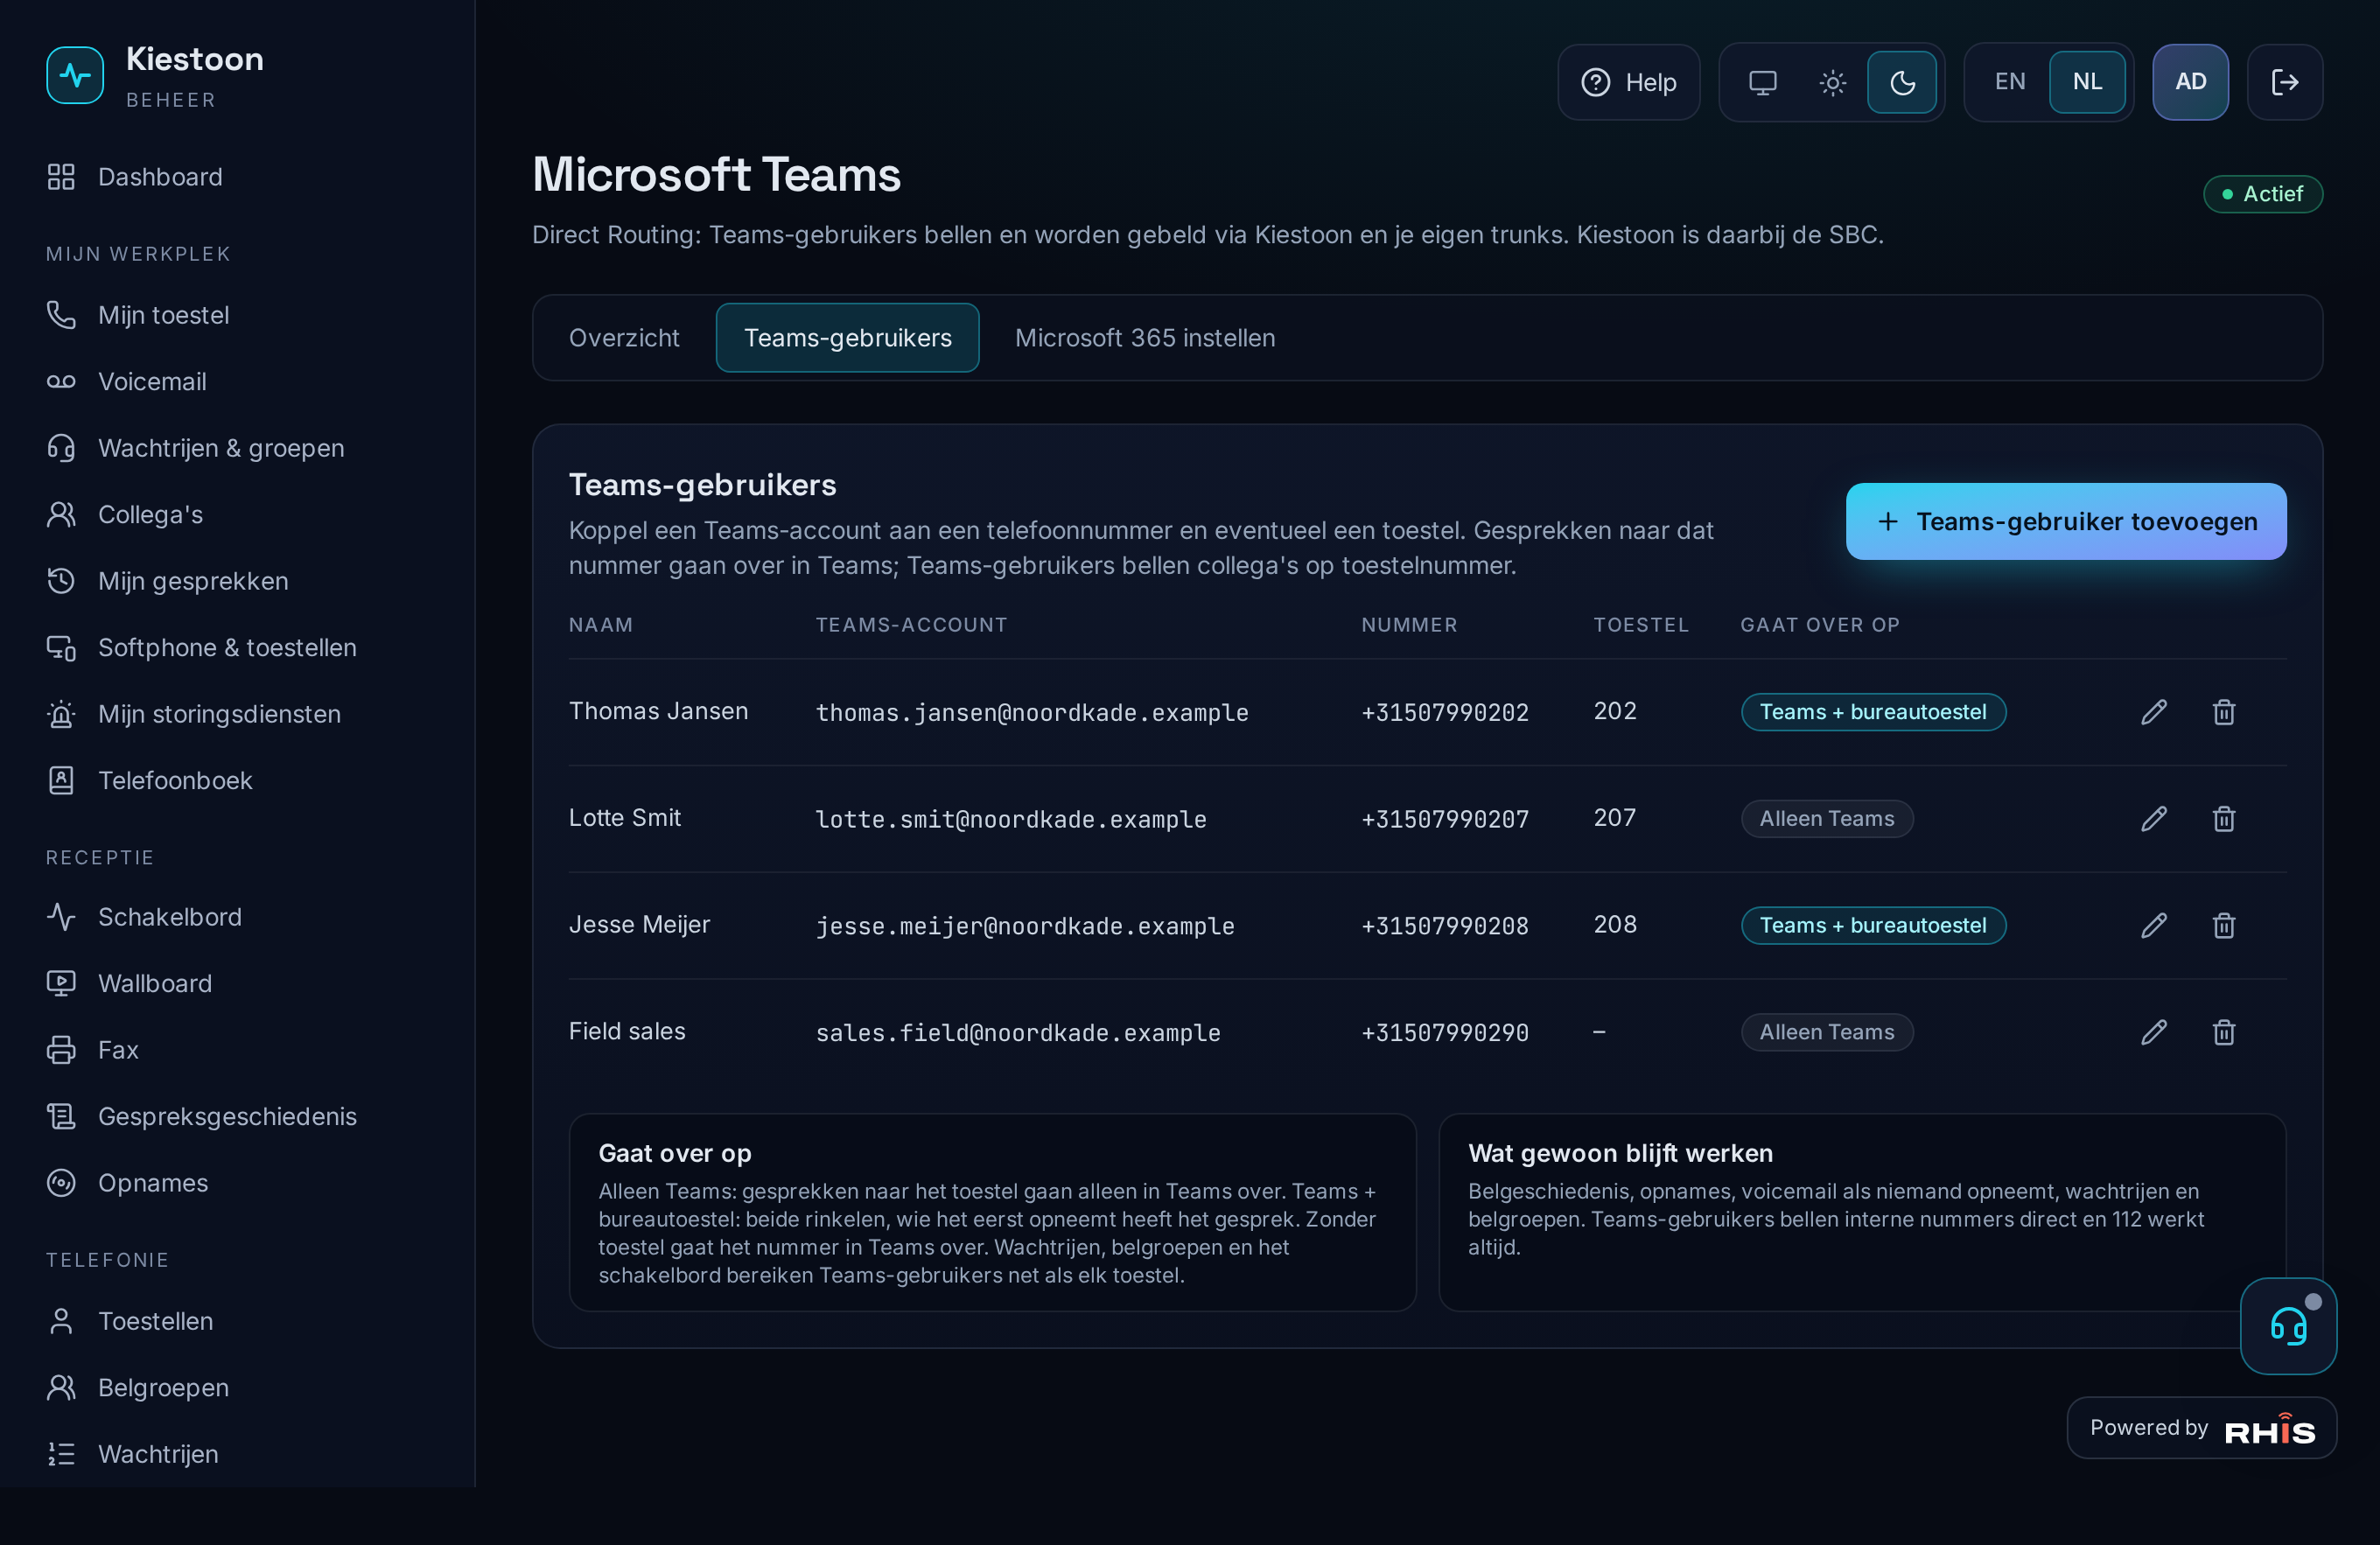 Kiestoon
BEHEER
Dashboard
MIJN WERKPLEK
Mijn toestel
Voicemail
Wachtrijen & groepen
Collega's
Mijn gesprekken
Softphone & toestellen
Mijn storingsdiensten
Telefoonboek
RECEPTIE
Schakelbord
Wallboard
Fax
Gespreksgeschiedenis
Opnames
TELEFONIE
Toestellen
Belgroepen
Wachtrijen
Help
EN NL
AD
Microsoft Teams
Actief
Direct Routing: Teams-gebruikers bellen en worden gebeld via Kiestoon en je eigen trunks. Kiestoon is daarbij de SBC.
Overzicht Teams-gebruikers Microsoft 365 instellen
Teams-gebruikers
Koppel een Teams-account aan een telefoonnummer en eventueel een toestel. Gesprekken naar dat
nummer gaan over in Teams; Teams-gebruikers bellen collega's op toestelnummer.
+ Teams-gebruiker toevoegen
NAAM TEAMS-ACCOUNT NUMMER TOESTEL GAAT OVER OP
Thomas Jansen thomas.jansen@noordkade.example +31507990202 202 Teams + bureautoestel
Lotte Smit lotte.smit@noordkade.example +31507990207 207 Alleen Teams
Jesse Meijer jesse.meijer@noordkade.example +31507990208 208 Teams + bureautoestel
Field sales sales.field@noordkade.example +31507990290 – Alleen Teams
Gaat over op
Alleen Teams: gesprekken naar het toestel gaan alleen in Teams over. Teams +
bureautoestel: beide rinkelen, wie het eerst opneemt heeft het gesprek. Zonder
toestel gaat het nummer in Teams over. Wachtrijen, belgroepen en het
schakelbord bereiken Teams-gebruikers net als elk toestel.
Wat gewoon blijft werken
Belgeschiedenis, opnames, voicemail als niemand opneemt, wachtrijen en
belgroepen. Teams-gebruikers bellen interne nummers direct en 112 werkt
altijd.
Powered by RHIS